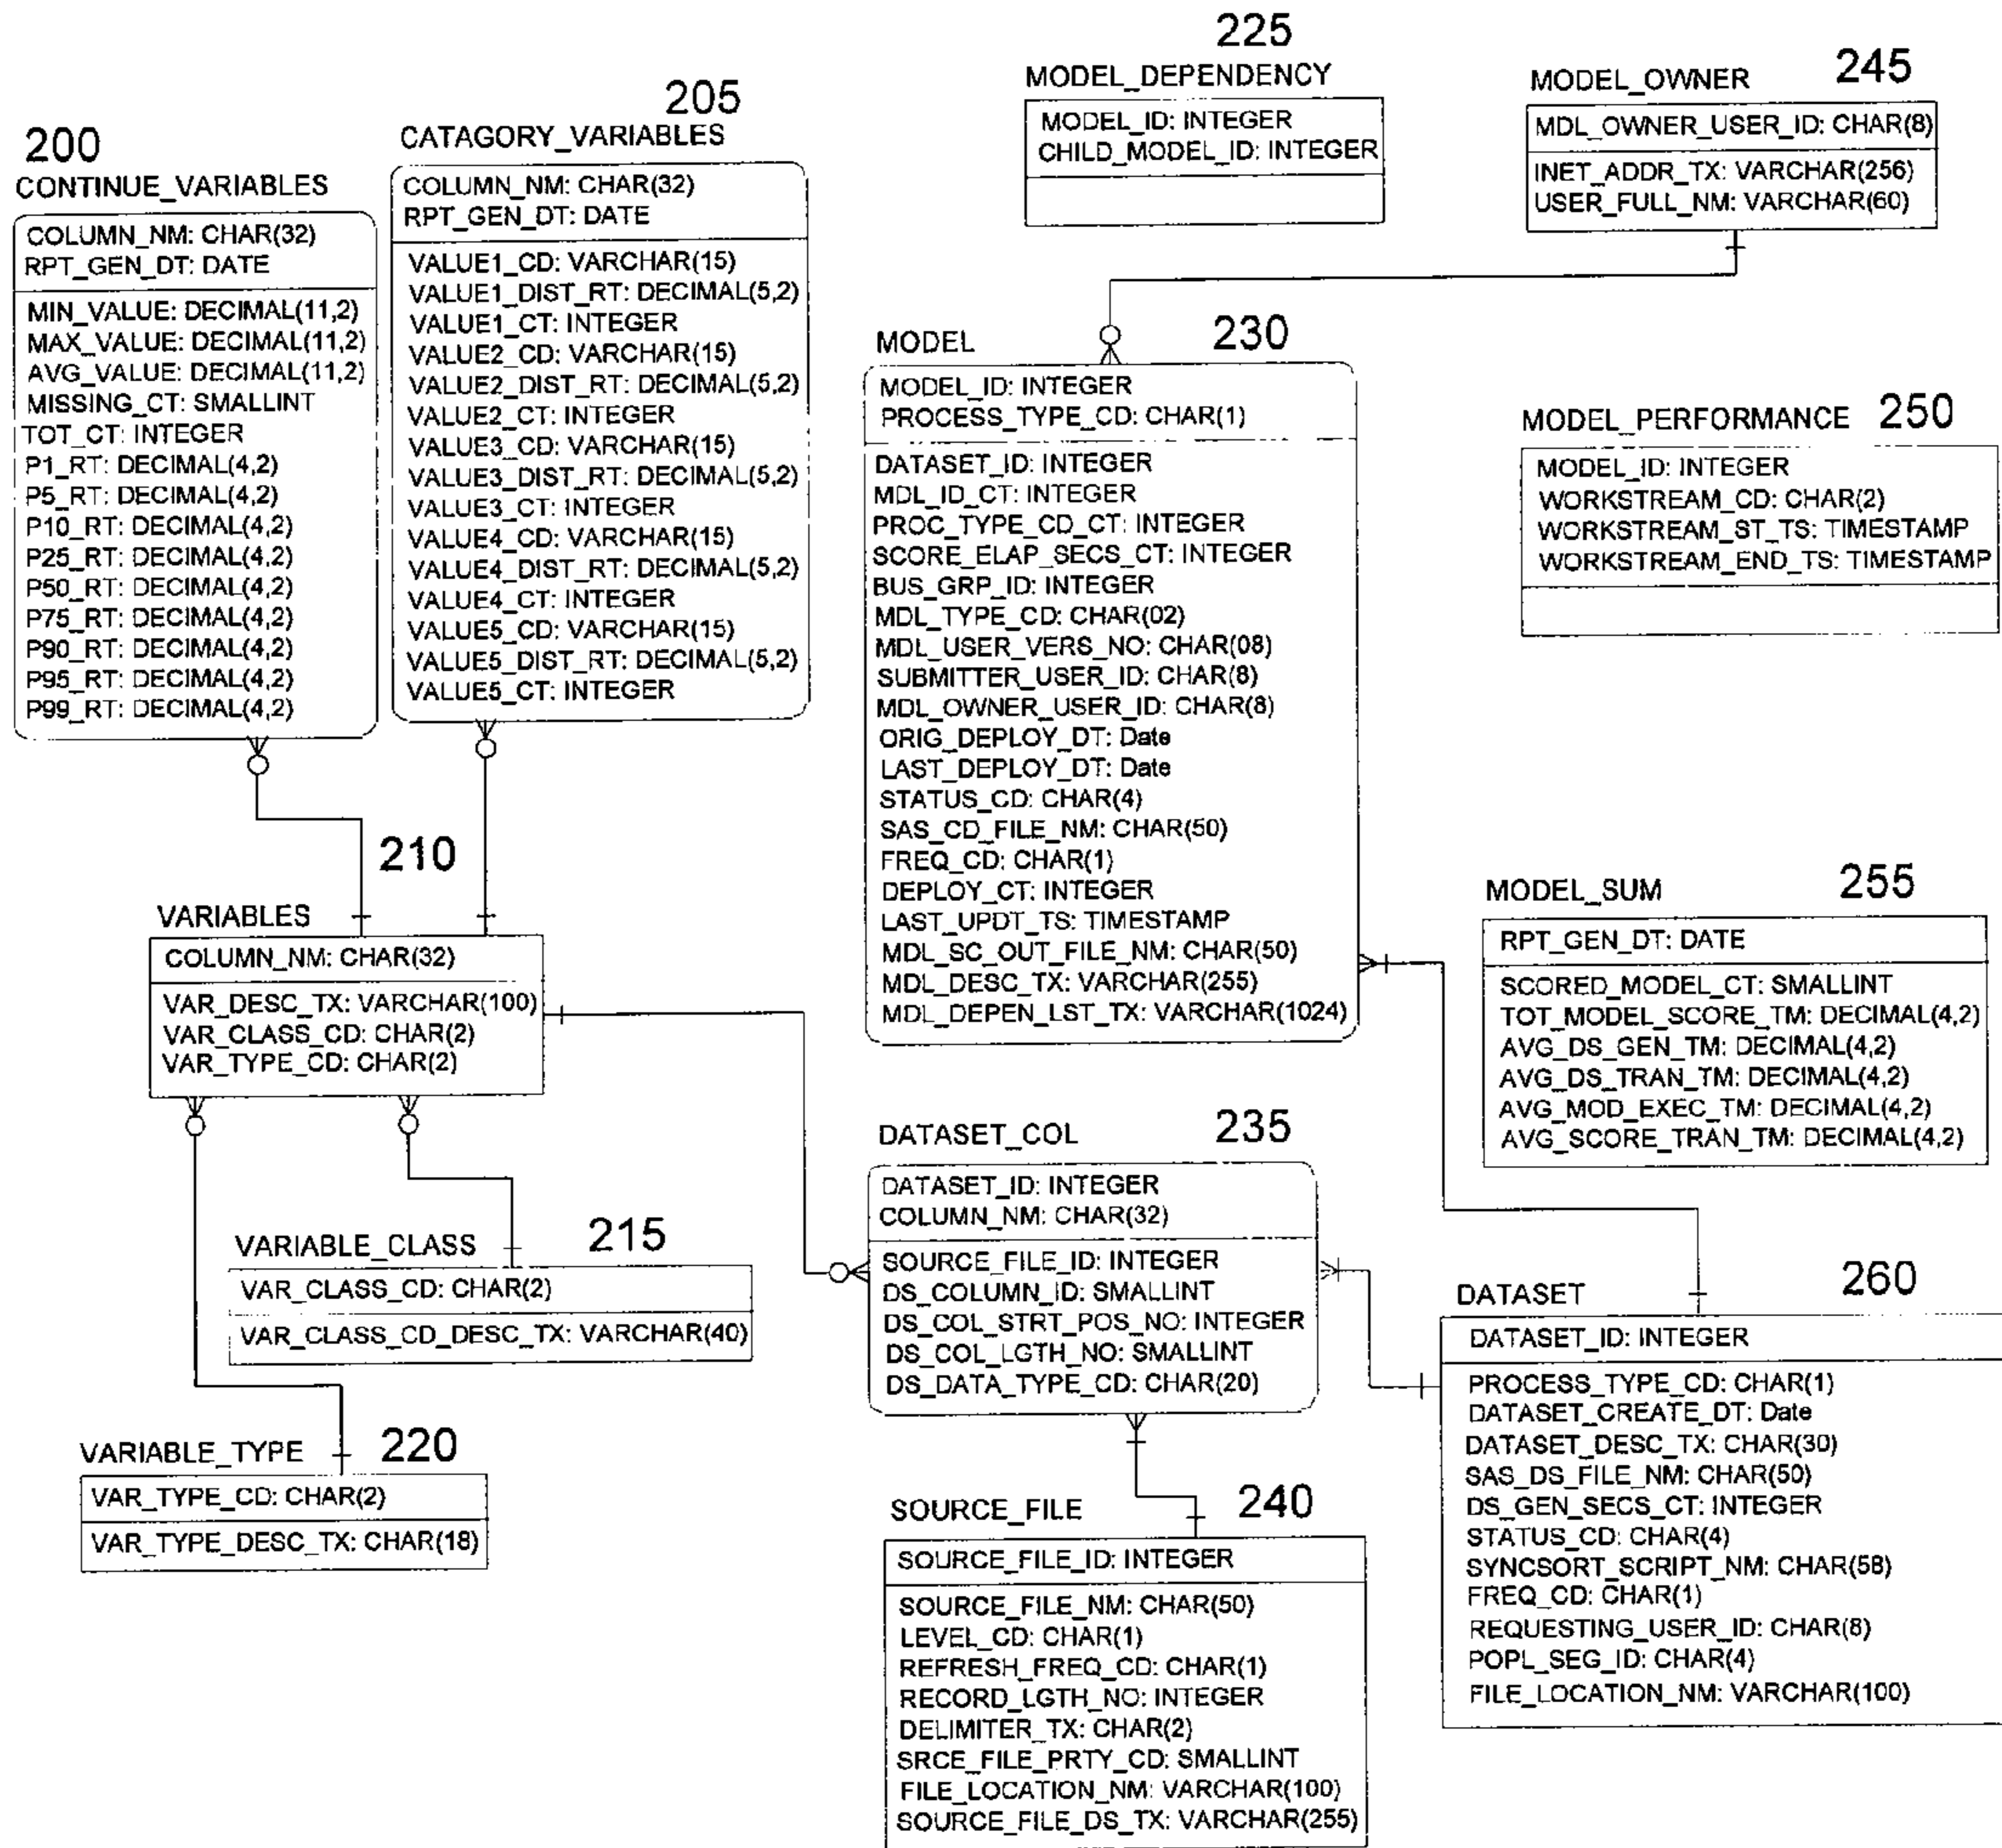 200
CONTINUE_VARIABLES
COLUMN_NM: CHAR(32)
RPT_GEN_DT: DATE
MIN_VALUE: DECIMAL(11,2)
MAX_VALUE: DECIMAL(11,2)
AVG_VALUE: DECIMAL(11,2)
MISSING_CT: SMALLINT
TOT_CT: INTEGER
P1_RT: DECIMAL(4,2)
P5_RT: DECIMAL(4,2)
P10_RT: DECIMAL(4,2)
P25_RT: DECIMAL(4,2)
P50_RT: DECIMAL(4,2)
P75_RT: DECIMAL(4,2)
P90_RT: DECIMAL(4,2)
P95_RT: DECIMAL(4,2)
P99_RT: DECIMAL(4,2)
205
CATAGORY_VARIABLES
COLUMN_NM: CHAR(32)
RPT_GEN_DT: DATE
VALUE1_CD: VARCHAR(15)
VALUE1_DIST_RT: DECIMAL(5,2)
VALUE1_CT: INTEGER
VALUE2_CD: VARCHAR(15)
VALUE2_DIST_RT: DECIMAL(5,2)
VALUE2_CT: INTEGER
VALUE3_CD: VARCHAR(15)
VALUE3_DIST_RT: DECIMAL(5,2)
VALUE3_CT: INTEGER
VALUE4_CD: VARCHAR(15)
VALUE4_DIST_RT: DECIMAL(5,2)
VALUE4_CT: INTEGER
VALUE5_CD: VARCHAR(15)
VALUE5_DIST_RT: DECIMAL(5,2)
VALUE5_CT: INTEGER
210
VARIABLES
COLUMN_NM: CHAR(32)
VAR_DESC_TX: VARCHAR(100)
VAR_CLASS_CD: CHAR(2)
VAR_TYPE_CD: CHAR(2)
VARIABLE_CLASS 215
VAR_CLASS_CD: CHAR(2)
VAR_CLASS_CD_DESC_TX: VARCHAR(40)
VARIABLE_TYPE 220
VAR_TYPE_CD: CHAR(2)
VAR_TYPE_DESC_TX: CHAR(18)
225
MODEL_DEPENDENCY
MODEL_ID: INTEGER
CHILD_MODEL_ID: INTEGER
MODEL 230
MODEL_ID: INTEGER
PROCESS_TYPE_CD: CHAR(1)
DATASET_ID: INTEGER
MDL_ID_CT: INTEGER
PROC_TYPE_CD_CT: INTEGER
SCORE_ELAP_SECS_CT: INTEGER
BUS_GRP_ID: INTEGER
MDL_TYPE_CD: CHAR(02)
MDL_USER_VERS_NO: CHAR(08)
SUBMITTER_USER_ID: CHAR(8)
MDL_OWNER_USER_ID: CHAR(8)
ORIG_DEPLOY_DT: Date
LAST_DEPLOY_DT: Date
STATUS_CD: CHAR(4)
SAS_CD_FILE_NM: CHAR(50)
FREQ_CD: CHAR(1)
DEPLOY_CT: INTEGER
LAST_UPDT_TS: TIMESTAMP
MDL_SC_OUT_FILE_NM: CHAR(50)
MDL_DESC_TX: VARCHAR(255)
MDL_DEPEN_LST_TX: VARCHAR(1024)
DATASET_COL 235
DATASET_ID: INTEGER
COLUMN_NM: CHAR(32)
SOURCE_FILE_ID: INTEGER
DS_COLUMN_ID: SMALLINT
DS_COL_STRT_POS_NO: INTEGER
DS_COL_LGTH_NO: SMALLINT
DS_DATA_TYPE_CD: CHAR(20)
SOURCE_FILE 240
SOURCE_FILE_ID: INTEGER
SOURCE_FILE_NM: CHAR(50)
LEVEL_CD: CHAR(1)
REFRESH_FREQ_CD: CHAR(1)
RECORD_LGTH_NO: INTEGER
DELIMITER_TX: CHAR(2)
SRCE_FILE_PRTY_CD: SMALLINT
FILE_LOCATION_NM: VARCHAR(100)
SOURCE_FILE_DS_TX: VARCHAR(255)
MODEL_OWNER 245
MDL_OWNER_USER_ID: CHAR(8)
INET_ADDR_TX: VARCHAR(256)
USER_FULL_NM: VARCHAR(60)
MODEL_PERFORMANCE 250
MODEL_ID: INTEGER
WORKSTREAM_CD: CHAR(2)
WORKSTREAM_ST_TS: TIMESTAMP
WORKSTREAM_END_TS: TIMESTAMP
MODEL_SUM 255
RPT_GEN_DT: DATE
SCORED_MODEL_CT: SMALLINT
TOT_MODEL_SCORE_TM: DECIMAL(4,2)
AVG_DS_GEN_TM: DECIMAL(4,2)
AVG_DS_TRAN_TM: DECIMAL(4,2)
AVG_MOD_EXEC_TM: DECIMAL(4,2)
AVG_SCORE_TRAN_TM: DECIMAL(4,2)
DATASET 260
DATASET_ID: INTEGER
PROCESS_TYPE_CD: CHAR(1)
DATASET_CREATE_DT: Date
DATASET_DESC_TX: CHAR(30)
SAS_DS_FILE_NM: CHAR(50)
DS_GEN_SECS_CT: INTEGER
STATUS_CD: CHAR(4)
SYNCSORT_SCRIPT_NM: CHAR(58)
FREQ_CD: CHAR(1)
REQUESTING_USER_ID: CHAR(8)
POPL_SEG_ID: CHAR(4)
FILE_LOCATION_NM: VARCHAR(100)